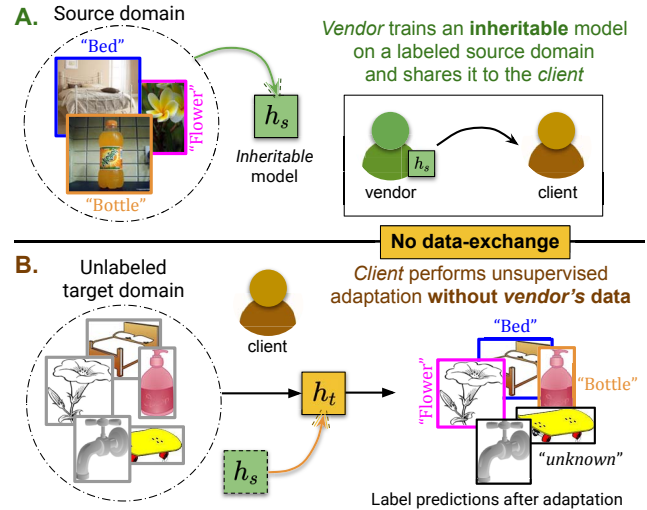 A.
Source domain
"Bed"
"Flower"
"Bottle"
h_s
Inheritable
model
Vendor trains an inheritable model
on a labeled source domain
and shares it to the client
h_s
vendor
client
No data-exchange
B.
Unlabeled
target domain
client
Client performs unsupervised
adaptation without vendor's data
h_t
h_s
"Bed"
"Flower"
"Bottle"
"unknown"
Label predictions after adaptation